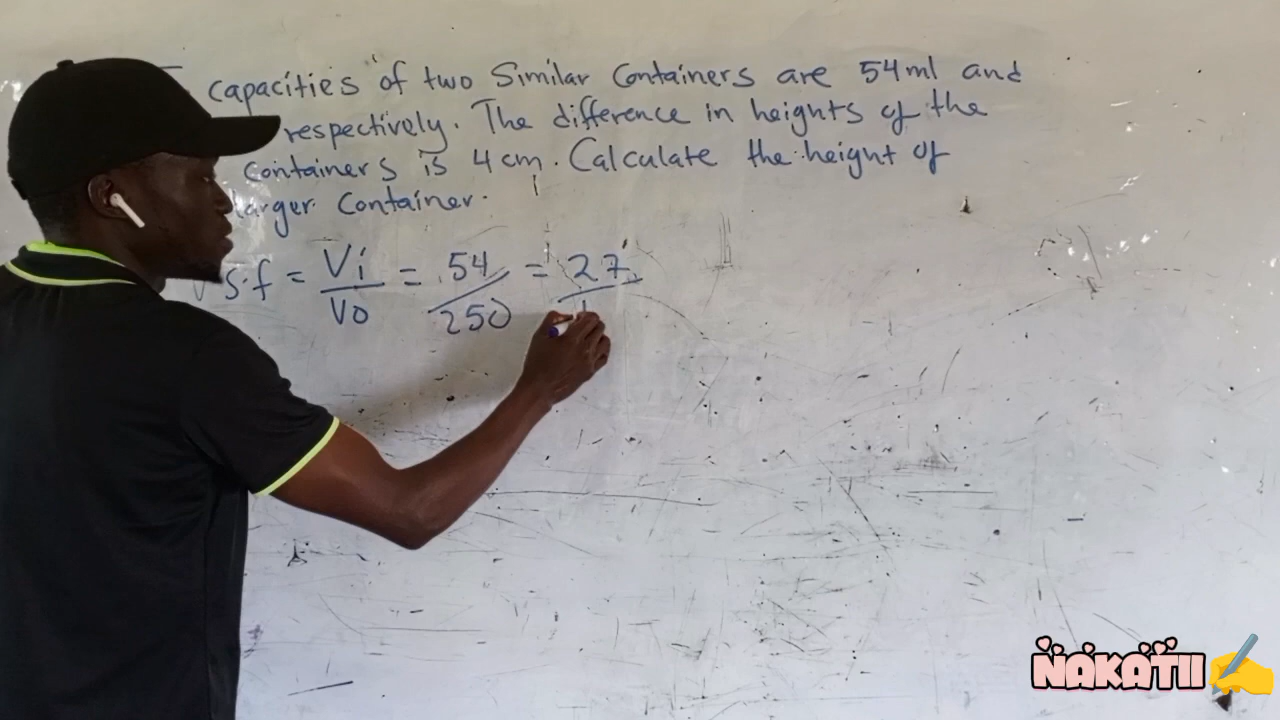 capacities of two Similar Containers are 54ml and
respectively. The difference in heights of the
containers is 4cm. Calculate the height of
larger Container.
V s.f = Vi/Vo = 54/250 = 27/1
NAKATII